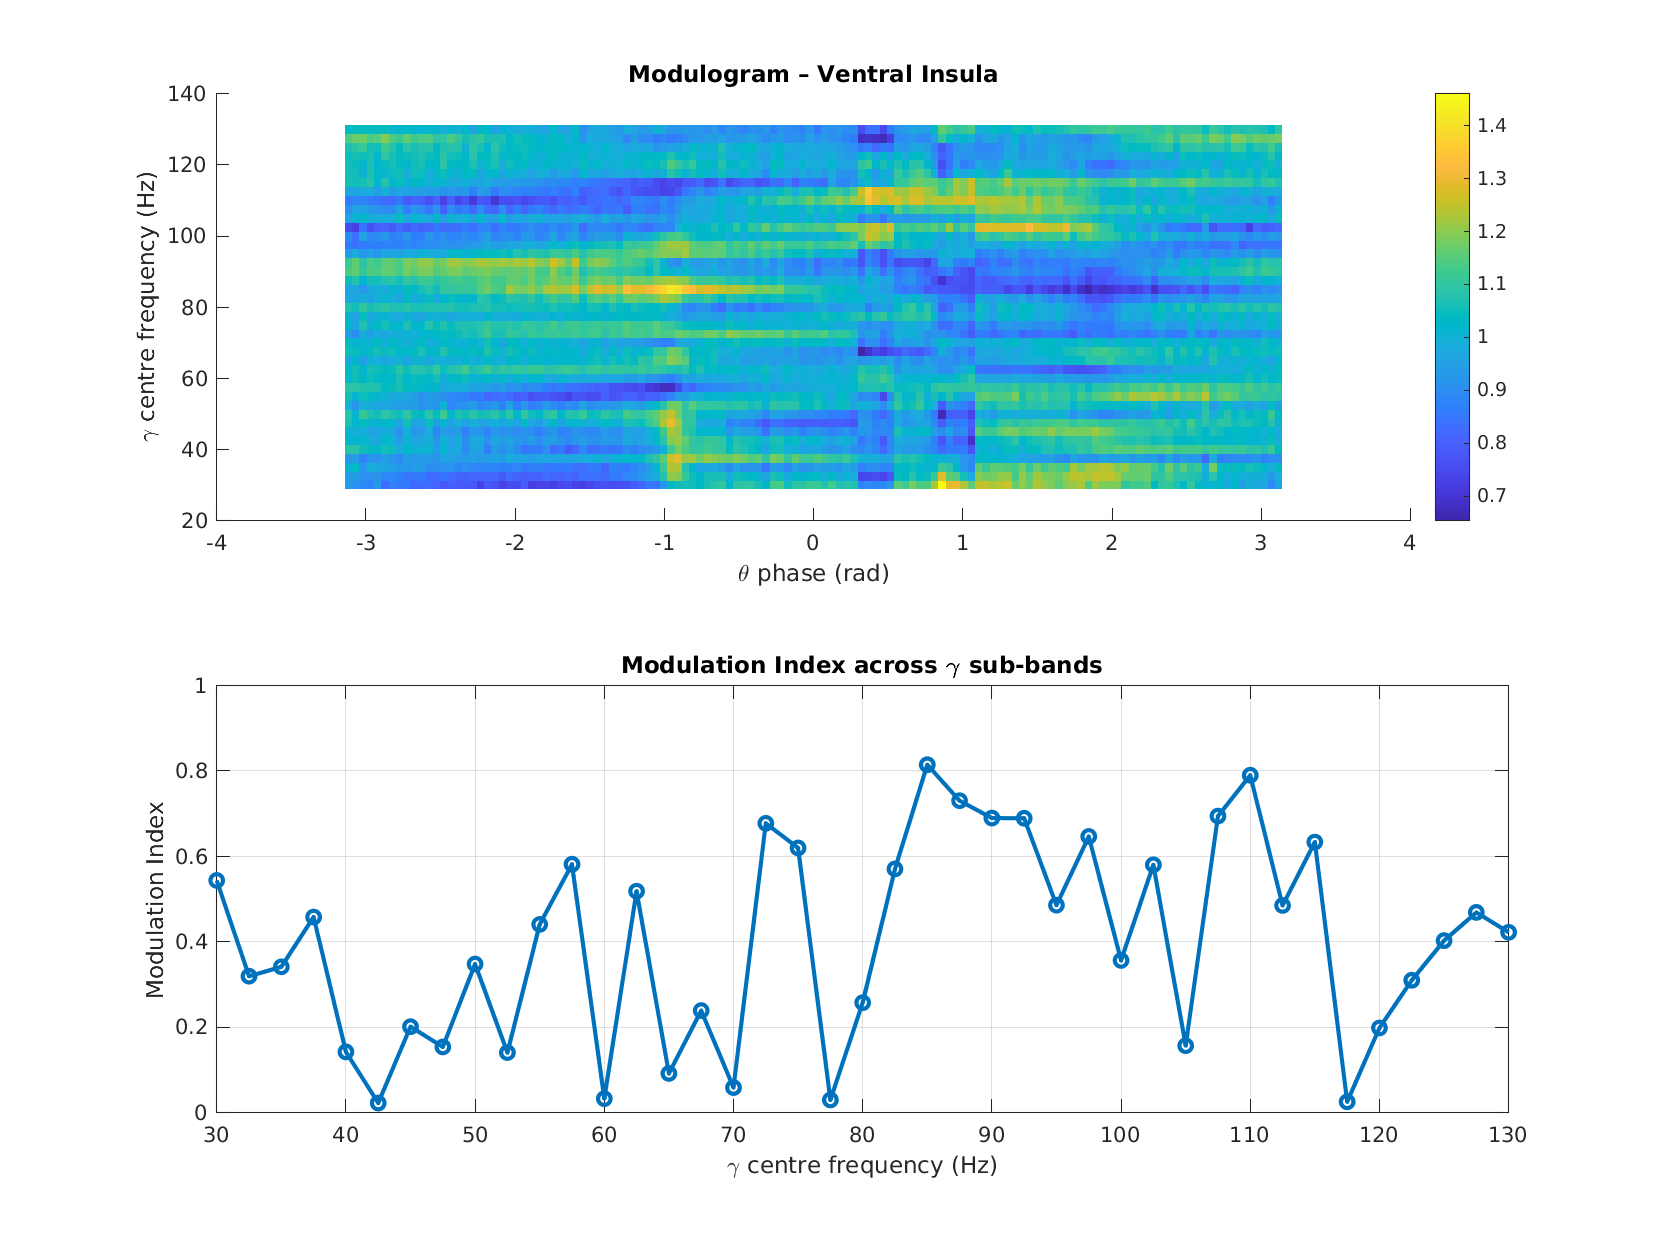 Modulogram – Ventral Insula
140
120
100
80
60
40
20
γ centre frequency (Hz)
-4 -3 -2 -1 0 1 2 3 4
θ phase (rad)
1.4
1.3
1.2
1.1
1
0.9
0.8
0.7
Modulation Index across γ sub-bands
1
0.8
0.6
0.4
0.2
0
Modulation Index
30 40 50 60 70 80 90 100 110 120 130
γ centre frequency (Hz)